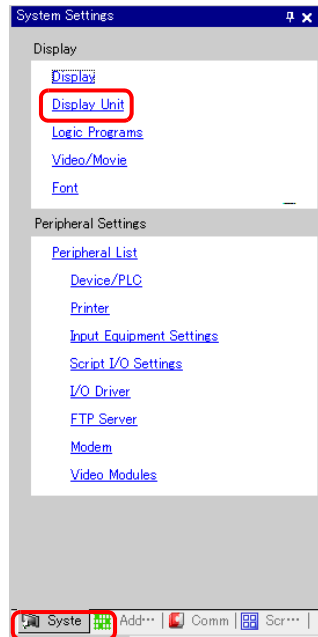 System Settings
Display
Display
Display Unit
Logic Programs
Video/Movie
Font
Peripheral Settings
Peripheral List
Device/PLC
Printer
Input Equipment Settings
Script I/O Settings
I/O Driver
FTP Server
Modem
Video Modules
Syste Add... Comm Scr...